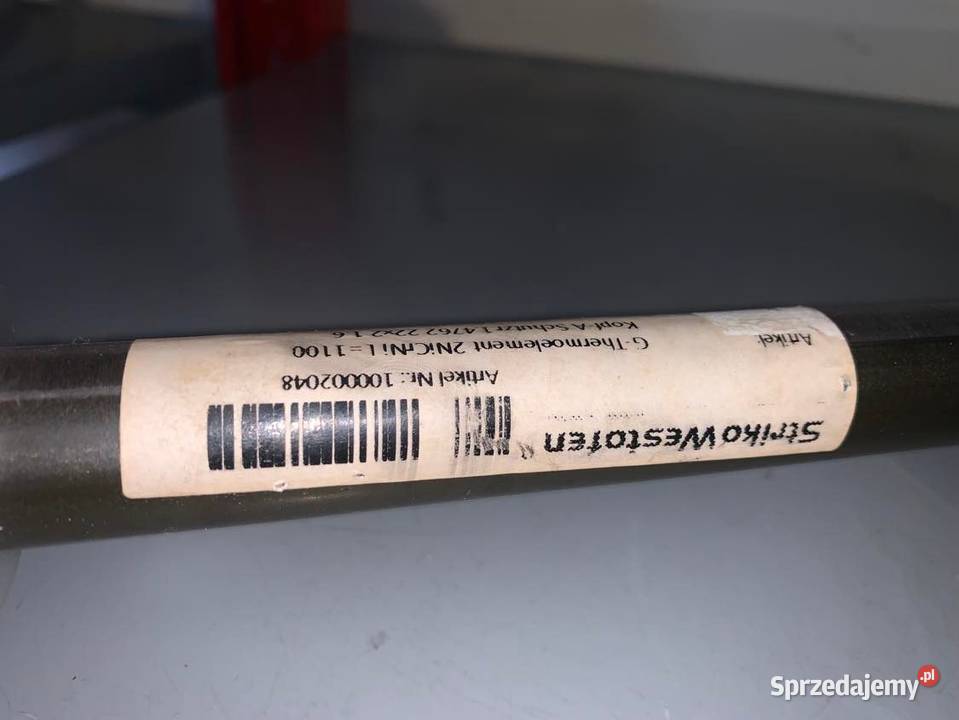 StrikoWestofen
Artikel Nr.: 100002048
Artikel:
G-Thermoelement 2NiCrNi L=1100
Kopf-A Schutzr 1.4762 22x2 1.6
Sprzedajemy.pl